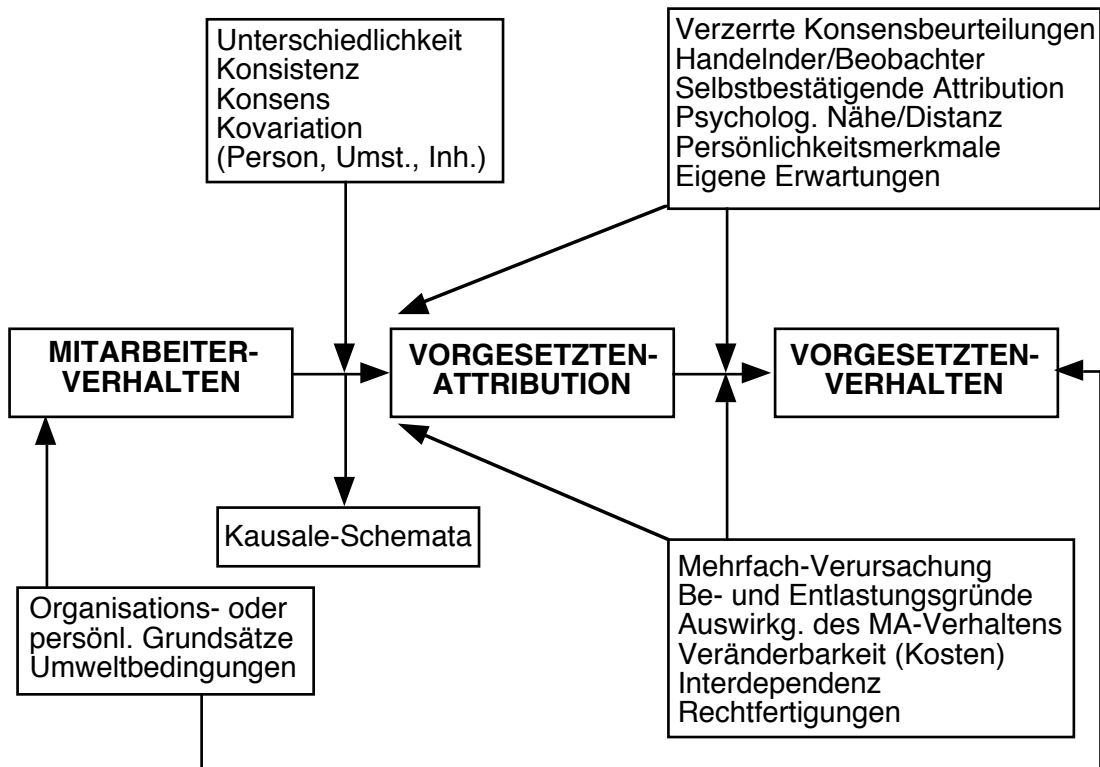 Unterschiedlichkeit
Konsistenz
Konsens
Kovariation
(Person, Umst., Inh.)
Verzerrte Konsensbeurteilungen
Handelnder/Beobachter
Selbstbestätigende Attribution
Psycholog. Nähe/Distanz
Persönlichkeitsmerkmale
Eigene Erwartungen
MITARBEITER-
VERHALTEN
VORGESETZTEN-
ATTRIBUTION
VORGESETZTEN-
VERHALTEN
Kausale-Schemata
Organisations- oder
persönl. Grundsätze
Umweltbedingungen
Mehrfach-Verursachung
Be- und Entlastungsgründe
Auswirkg. des MA-Verhaltens
Veränderbarkeit (Kosten)
Interdependenz
Rechtfertigungen